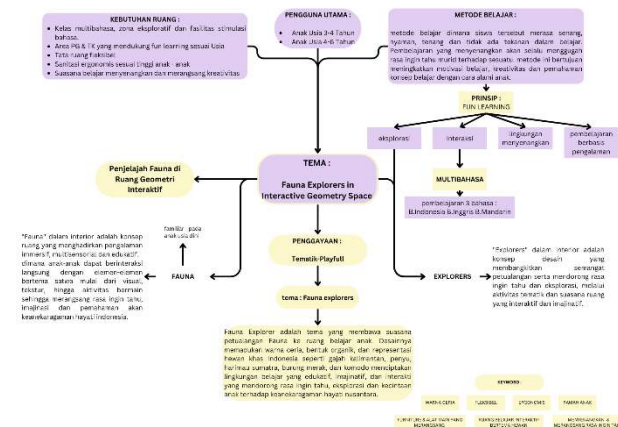 KEBUTUHAN RUANG :
Kelas multibahasa, zona eksploratif dan fasilitas stimulasi
bahasa.
Area PG & TK yang mendukung fun learning sesuai Usia
Tata ruang fleksibel
Sanitasi ergonomis sesuai tinggi anak - anak
Suasana belajar menyenangkan dan merangsang kreativitas
PENGGUNA UTAMA :
Anak Usia 3-4 Tahun
Anak Usia 4-6 Tahun
METODE BELAJAR :
metode belajar dimana siswa tersebut merasa senang,
nyaman, tenang dan tidak ada tekanan dalam belajar.
Pembelajaran yang menyenangkan akan selalu menggugah
rasa ingin tahu murid terhadap sesuatu. metode ini bertujuan
meningkatkan motivasi belajar, kreativitas dan pemahaman
konsep belajar dengan cara alami anak.
PRINSIP :
FUN LEARNING
eksplorasi
interaksi
lingkungan
menyenangkan
pembelajaran
berbasis
pengalaman
MULTIBAHASA
pembelajaran 3 bahasa :
B.Indonesia B.Inggris B.Mandarin
TEMA :
Fauna Explorers in
Interactive Geometry Space
Penjelajah Fauna di
Ruang Geometri
Interaktif
PENGGAYAAN :
Tematik-Playfull
tema : Fauna explorers
familiar pada
anak usia dini
FAUNA
"Fauna" dalam interior adalah konsep
ruang yang menghadirkan pengalaman
imersif, multisensorial dan edukatif.
dimana anak-anak dapat berinteraksi
langsung dengan elemen-elemen
bertema satwa mulai dari visual,
tekstur, hingga aktivitas bermain
sehingga merangsang rasa ingin tahu,
imajinasi dan pemahaman akan
keanekaragaman hayati indonesia.
EXPLORERS
"Explorers" dalam interior adalah
konsep desain yang
membangkitkan semangat
petualangan serta mendorong rasa
ingin tahu dan eksplorasi, melalui
aktivitas tematik dan suasana ruang
yang interaktif dan imajinatif.
Fauna Explorer adalah tema yang membawa suasana
petualangan Fauna ke ruang belajar anak. Desainnya
memadukan warna ceria, bentuk organik, dan representasi
hewan khas Indonesia seperti gajah kalimantan, penyu,
harimau sumatra, burung merak, dan komodo menciptakan
lingkungan belajar yang edukatif, imajinatif, dan interaktif
yang mendorong rasa ingin tahu, eksplorasi dan kecintaan
anak terhadap keanekaragaman hayati nusantara.
KEYWORD
WARNA CERIA
FLEKSIBEL
ERGONOMIS
RAMAH ANAK